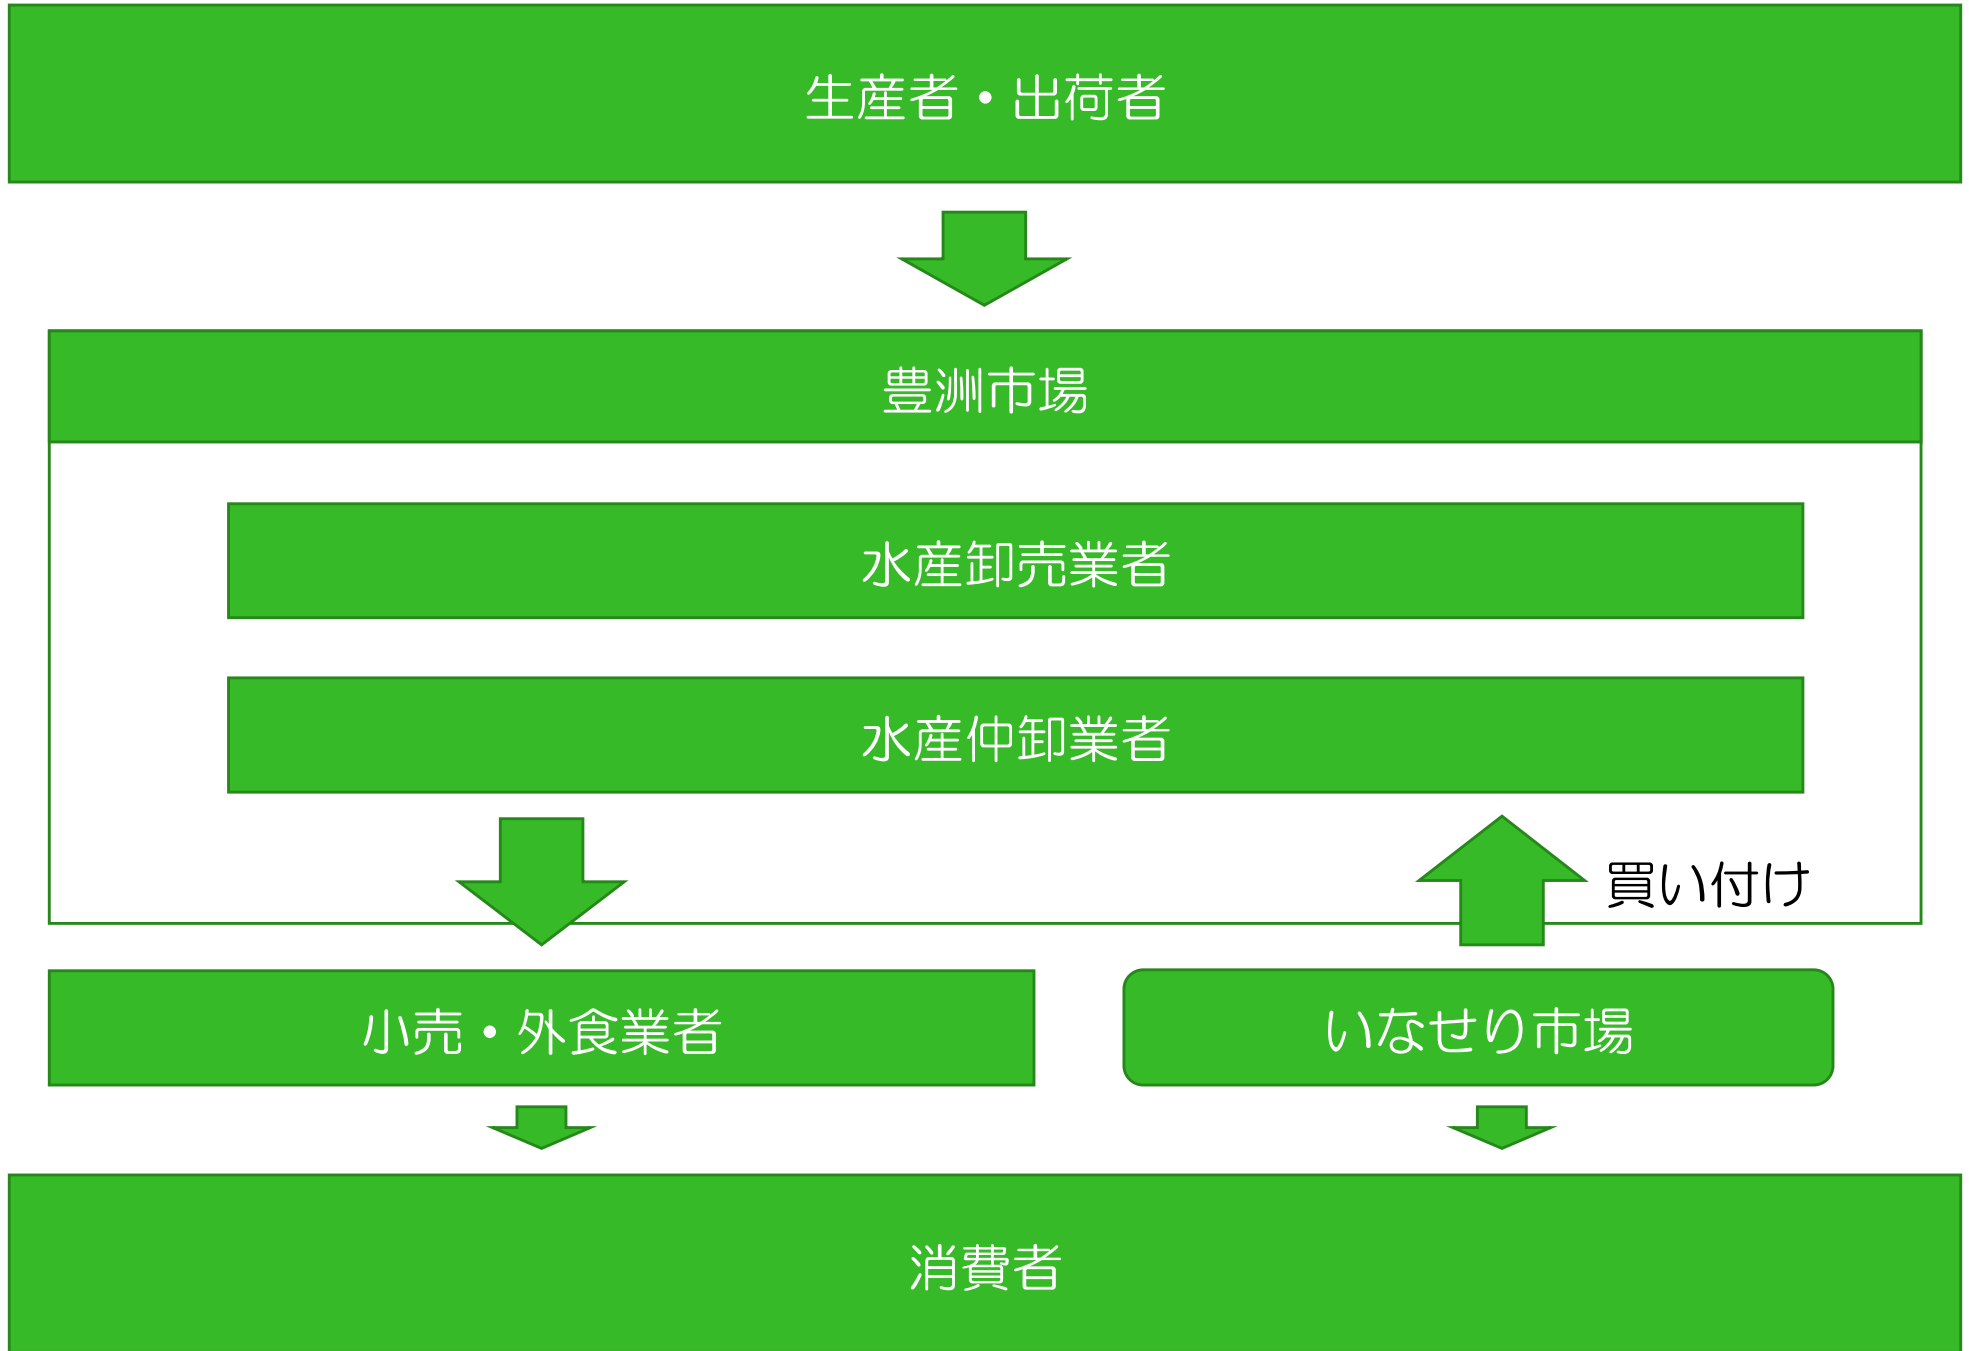 生産者・出荷者
豊洲市場
水産卸売業者
水産仲卸業者
買い付け
小売・外食業者
いなせり市場
消費者